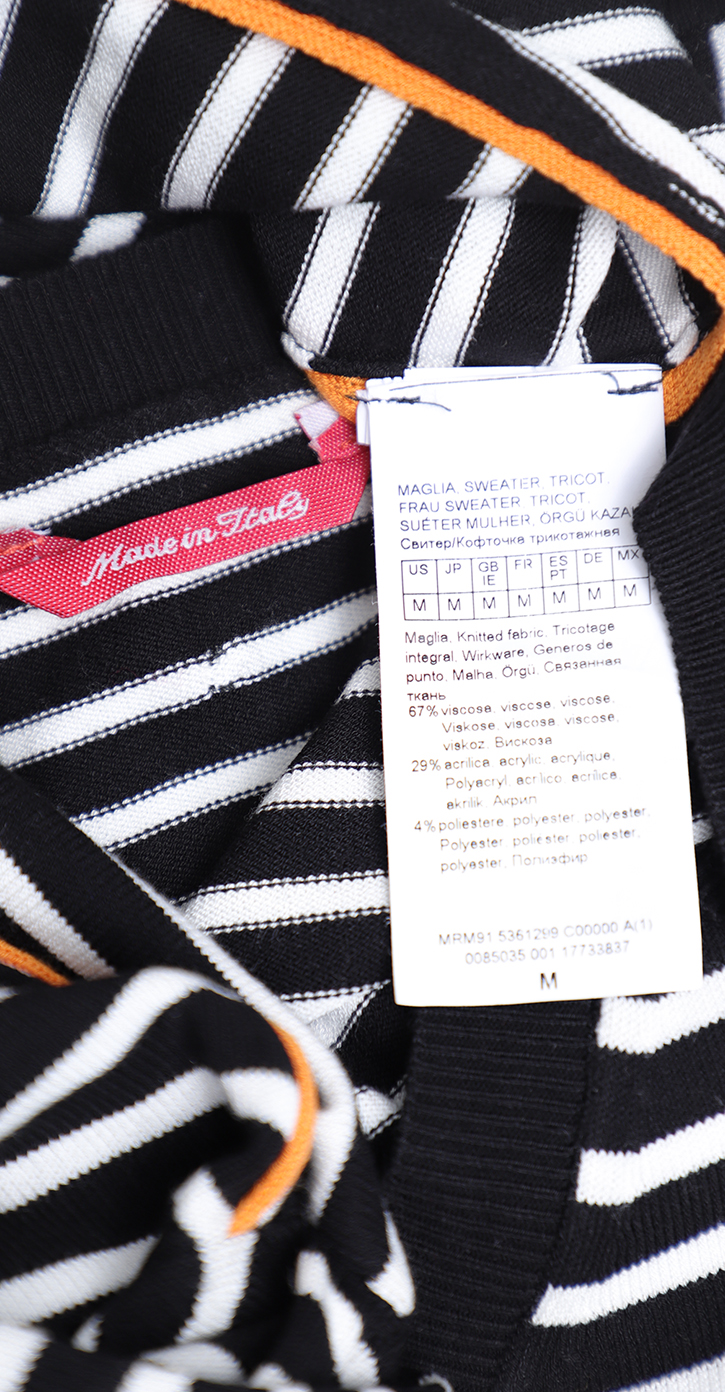 Made in Italy
MAGLIA, SWEATER, TRICOT,
FRAU SWEATER, TRICOT,
SUÉTER MULHER, ÖRGÜ KAZA
Свитер/Кофточка трикотажная
US JP GB IE FR ES PT DE MX
M M M M M M M
Maglia, Knitted fabric, Tricotage
integral, Wirkware, Generos de
punto, Malha, Örgü, Связанная
ткань
67% viscosa, viscose, viscose,
Viskose, viscosa, viscose,
viskoz, Вискоза
29% acrilica, acrylic, acrylique,
Polyacryl, acrilico, acrílica,
akrilik, Акрил
4% poliestere, polyester, polyester,
Polyester, poliester, poliéster,
polyester, Полиэфир
MRM91 5361299 C00000 A(1)
0085035 001 17733837
M